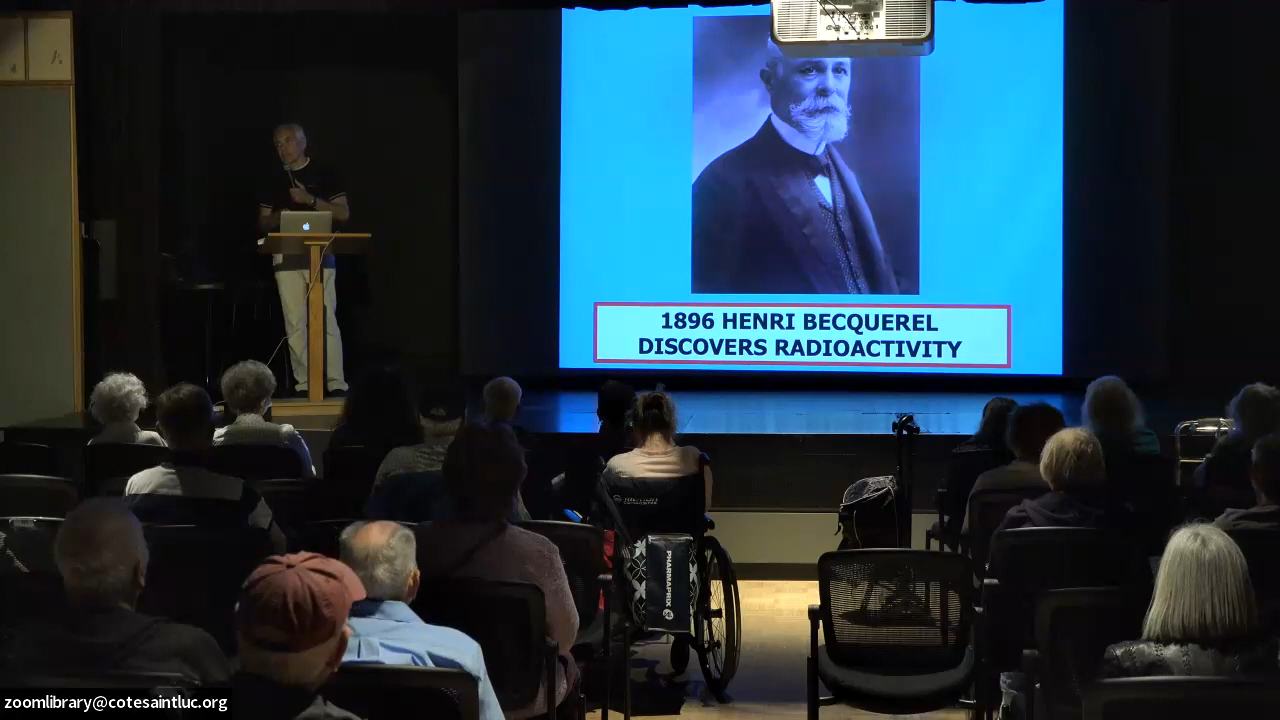 1896 HENRI BECQUEREL
DISCOVERS RADIOACTIVITY
PHARMAPRIX
zoomlibrary@cotesaintluc.org